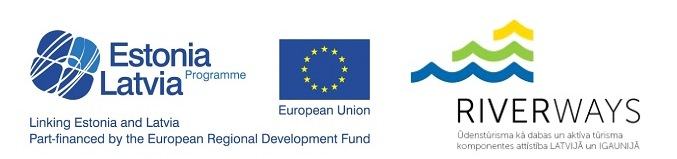 Estonia
Latvia
Programme
Linking Estonia and Latvia
Part-financed by the European Regional Development Fund
European Union
RIVERWAYS
Ūdenstūrisma kā dabas un aktīva tūrisma
komponentes attīstība LATVIJĀ un IGAUNIJĀ